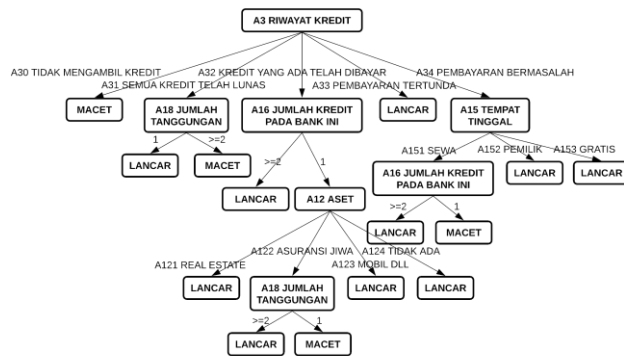 A3 RIWAYAT KREDIT
A30 TIDAK MENGAMBIL KREDIT
A32 KREDIT YANG ADA TELAH DIBAYAR
A34 PEMBAYARAN BERMASALAH
A31 SEMUA KREDIT TELAH LUNAS
A33 PEMBAYARAN TERTUNDA
MACET
A18 JUMLAH
TANGGUNGAN
A16 JUMLAH KREDIT
PADA BANK INI
LANCAR
A15 TEMPAT
TINGGAL
1
>=2
>=2
1
A151 SEWA
A152 PEMILIK
A153 GRATIS
LANCAR
MACET
LANCAR
A12 ASET
A16 JUMLAH KREDIT
PADA BANK INI
LANCAR
LANCAR
>=2
1
LANCAR
MACET
A121 REAL ESTATE
A122 ASURANSI JIWA
A123 MOBIL DLL
A124 TIDAK ADA
LANCAR
A18 JUMLAH
TANGGUNGAN
LANCAR
LANCAR
>=2
1
LANCAR
MACET